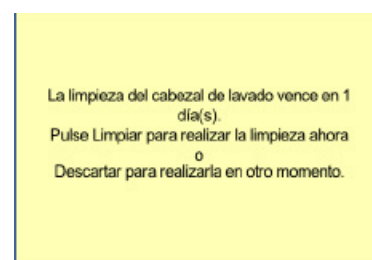 La limpieza del cabezal de lavado vence en 1
día(s).
Pulse Limpiar para realizar la limpieza ahora
o
Descartar para realizarla en otro momento.